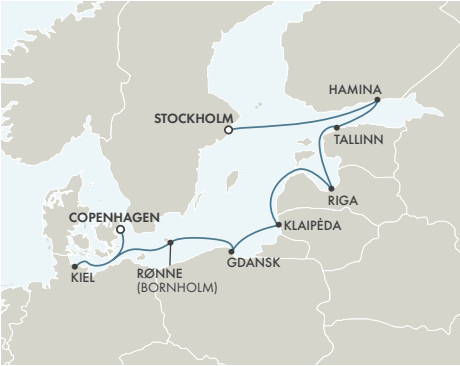 HAMINA
STOCKHOLM
TALLINN
RIGA
COPENHAGEN
KLAIPĖDA
GDANSK
RØNNE
(BORNHOLM)
KIEL